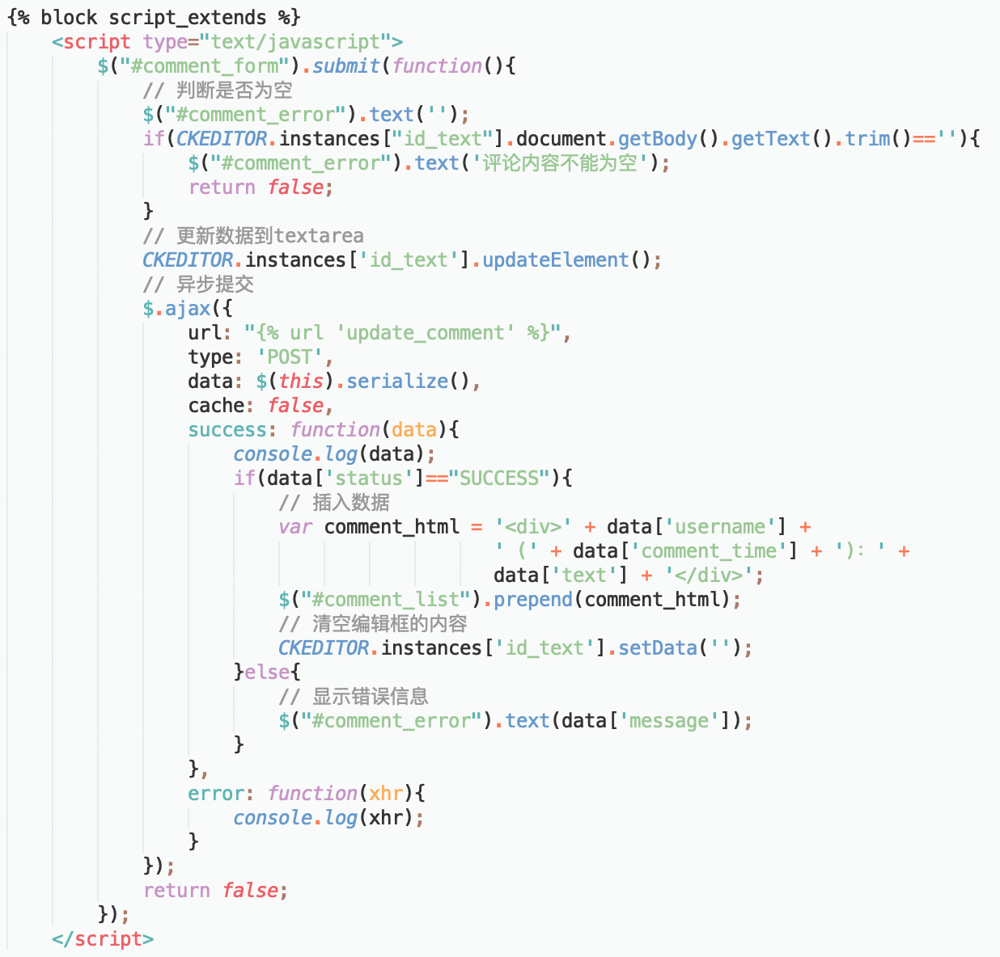 {% block script_extends %}
    <script type="text/javascript">
        $("#comment_form").submit(function(){
            // 判断是否为空
            $("#comment_error").text('');
            if(CKEDITOR.instances["id_text"].document.getBody().getText().trim()==''){
                $("#comment_error").text('评论内容不能为空');
                return false;
            }
            // 更新数据到textarea
            CKEDITOR.instances['id_text'].updateElement();
            // 异步提交
            $.ajax({
                url: "{% url 'update_comment' %}",
                type: 'POST',
                data: $(this).serialize(),
                cache: false,
                success: function(data){
                    console.log(data);
                    if(data['status']=="SUCCESS"){
                        // 插入数据
                        var comment_html = '<div>' + data['username'] +
                                           ' (' + data['comment_time'] + '): ' +
                                           data['text'] + '</div>';
                        $("#comment_list").prepend(comment_html);
                        // 清空编辑框的内容
                        CKEDITOR.instances['id_text'].setData('');
                    }else{
                        // 显示错误信息
                        $("#comment_error").text(data['message']);
                    }
                },
                error: function(xhr){
                    console.log(xhr);
                }
            });
            return false;
        });
    </script>